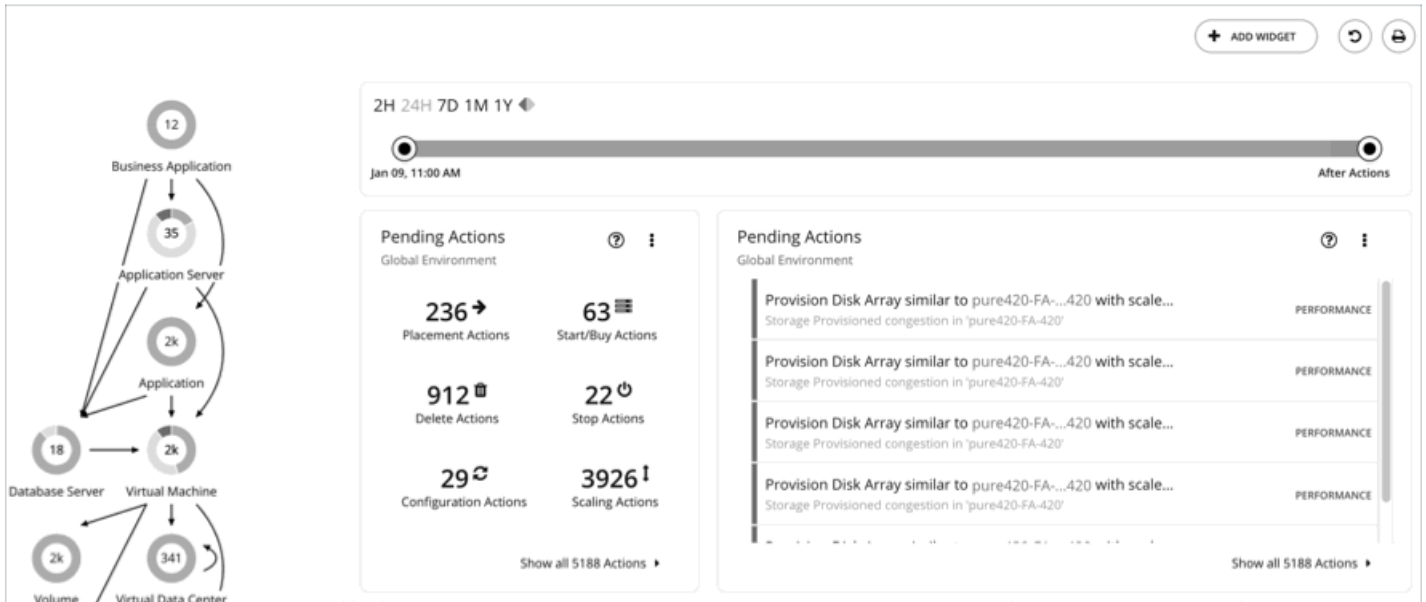 ADD WIDGET
2H 24H 7D 1M 1Y
Jan 09, 11:00 AM
After Actions
12
Business Application
35
Application Server
2k
Application
18
Database Server
2k
Virtual Machine
2k
Volume
341
Virtual Data Center
Pending Actions
Global Environment
236
Placement Actions
63
Start/Buy Actions
912
Delete Actions
22
Stop Actions
29
Configuration Actions
3926
Scaling Actions
Show all 5188 Actions
Pending Actions
Global Environment
Provision Disk Array similar to pure420-FA-...420 with scale...
Storage Provisioned congestion in 'pure420-FA-420'
PERFORMANCE
Provision Disk Array similar to pure420-FA-...420 with scale...
Storage Provisioned congestion in 'pure420-FA-420'
PERFORMANCE
Provision Disk Array similar to pure420-FA-...420 with scale...
Storage Provisioned congestion in 'pure420-FA-420'
PERFORMANCE
Provision Disk Array similar to pure420-FA-...420 with scale...
Storage Provisioned congestion in 'pure420-FA-420'
PERFORMANCE
Show all 5188 Actions